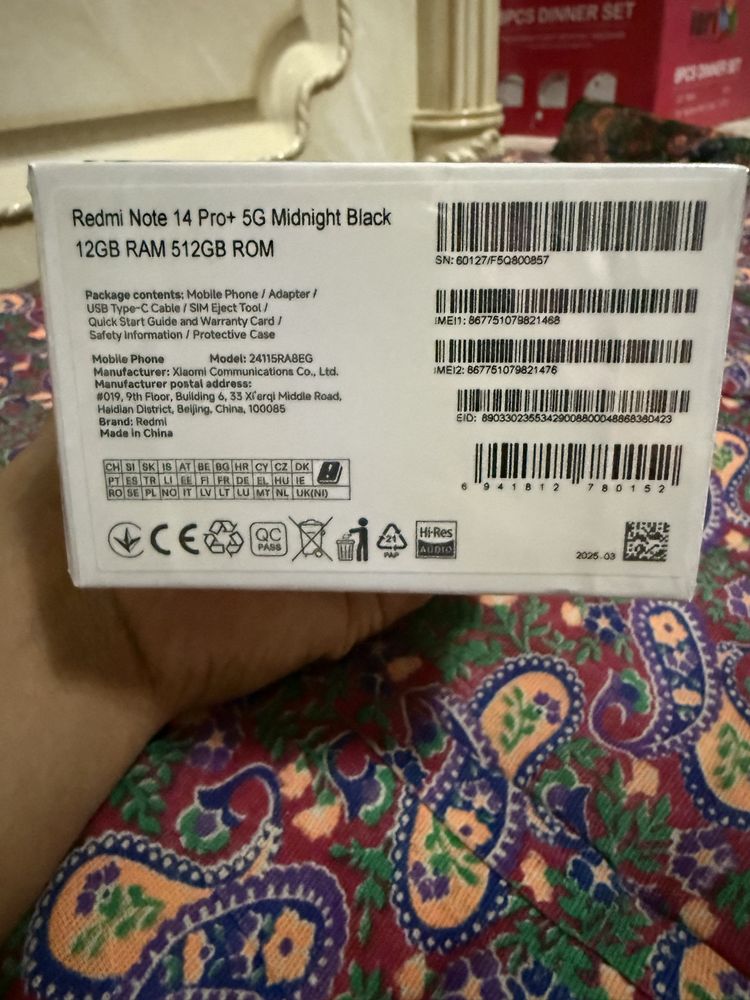 9PCS DINNER SET
9PCS DINNER SET
Redmi Note 14 Pro+ 5G Midnight Black
12GB RAM 512GB ROM
Package contents: Mobile Phone / Adapter /
USB Type-C Cable / SIM Eject Tool /
Quick Start Guide and Warranty Card /
Safety Information / Protective Case
Mobile Phone Model: 24115RA8EG
Manufacturer: Xiaomi Communications Co., Ltd.
Manufacturer postal address:
#019, 9th Floor, Building 6, 33 Xi'erqi Middle Road,
Haidian District, Beijing, China, 100085
Brand: Redmi
Made in China
CH SI SK IS AT BE BG HR CY CZ DK
PT ES TR LI EE FI FR DE EL HU IE
RO SE PL NO IT LV LT LU MT NL UK(NI)
CE
QC
PASS
21
PAP
Hi-Res
AUDIO
SN: 60127/F5Q800857
IMEI1: 867751079821468
IMEI2: 867751079821476
EID: 89033023553429008800048868380423
6 941812 780152
2025.03